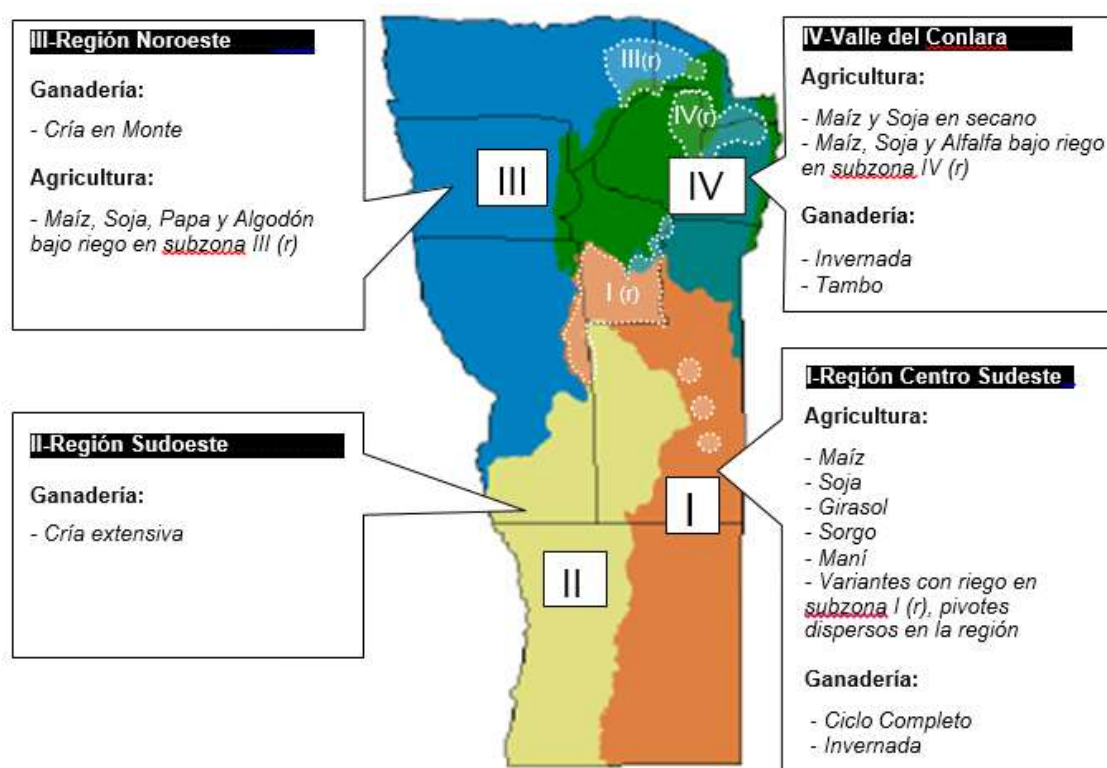 III-Región Noroeste
Ganadería:
- Cría en Monte
Agricultura:
- Maíz, Soja, Papa y Algodón
bajo riego en subzona III (r)
II-Región Sudoeste
Ganadería:
- Cría extensiva
III(r)
IV(r)
III
IV
I (r)
I
II
IV-Valle del Conlara
Agricultura:
- Maíz y Soja en secano
- Maíz, Soja y Alfalfa bajo riego
en subzona IV (r)
Ganadería:
- Invernada
- Tambo
I-Región Centro Sudeste
Agricultura:
- Maíz
- Soja
- Girasol
- Sorgo
- Maní
- Variantes con riego en
subzona I (r), pivotes
dispersos en la región
Ganadería:
- Ciclo Completo
- Invernada